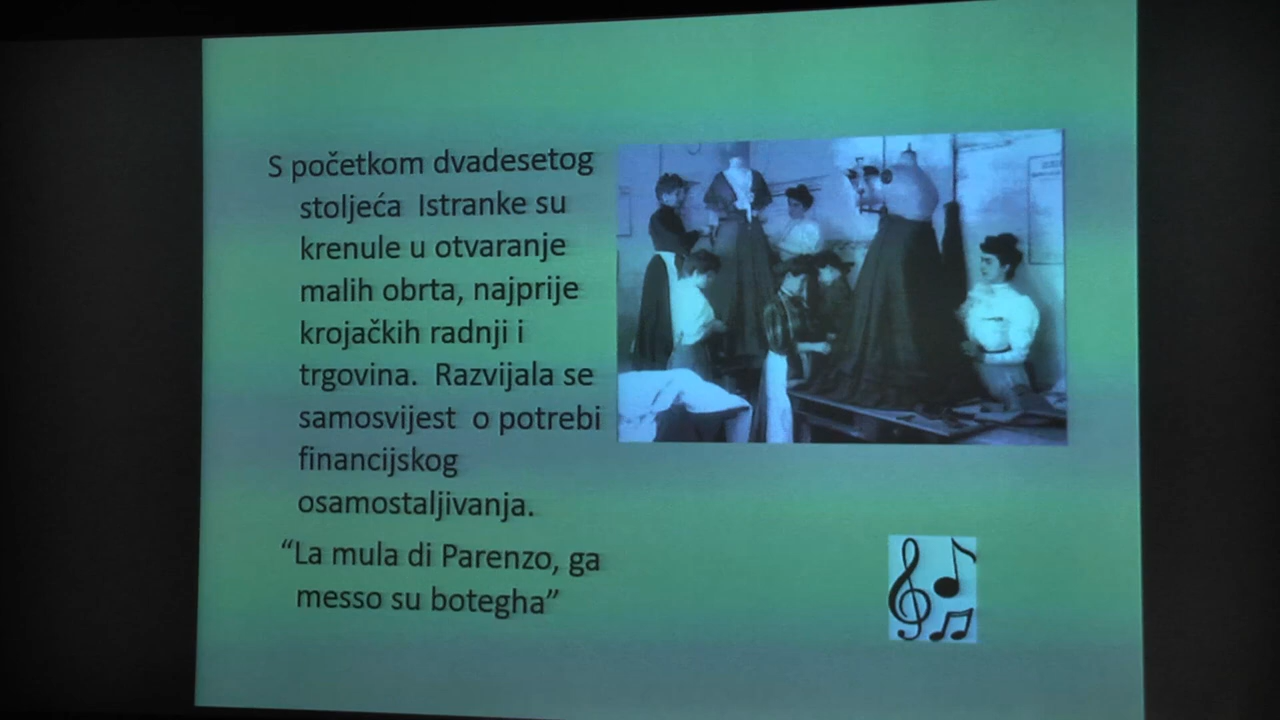 S početkom dvadesetog
stoljeća Istranke su
krenule u otvaranje
malih obrta, najprije
krojačkih radnji i
trgovina. Razvijala se
samosvijest o potrebi
financijskog
osamostaljivanja.
“La mula di Parenzo, ga
messo su botegha”